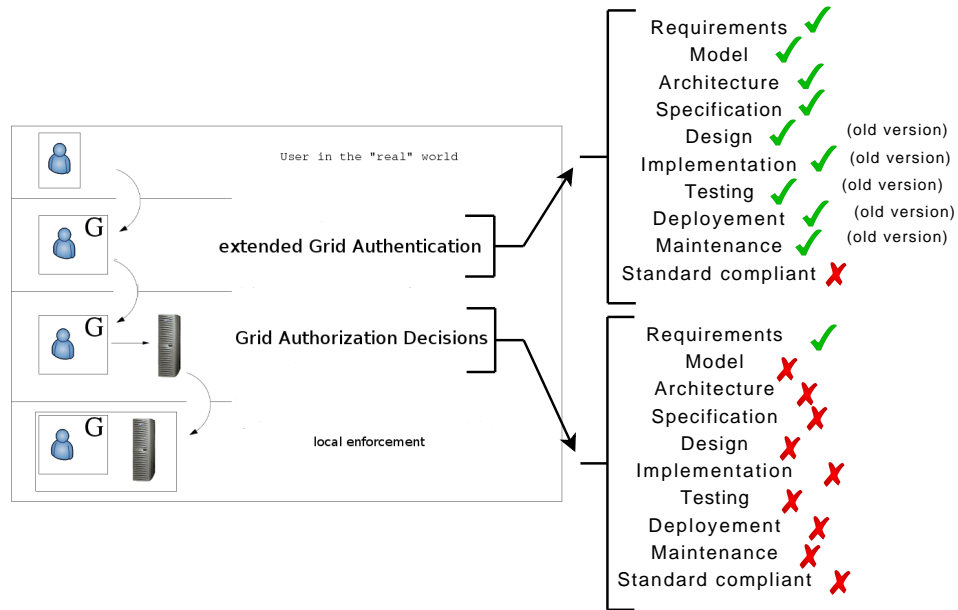 User in the "real" world
G
extended Grid Authentication
G
Grid Authorization Decisions
G
local enforcement
Requirements
Model
Architecture
Specification
Design (old version)
Implementation (old version)
Testing (old version)
Deployement (old version)
Maintenance (old version)
Standard compliant
Requirements
Model
Architecture
Specification
Design
Implementation
Testing
Deployement
Maintenance
Standard compliant